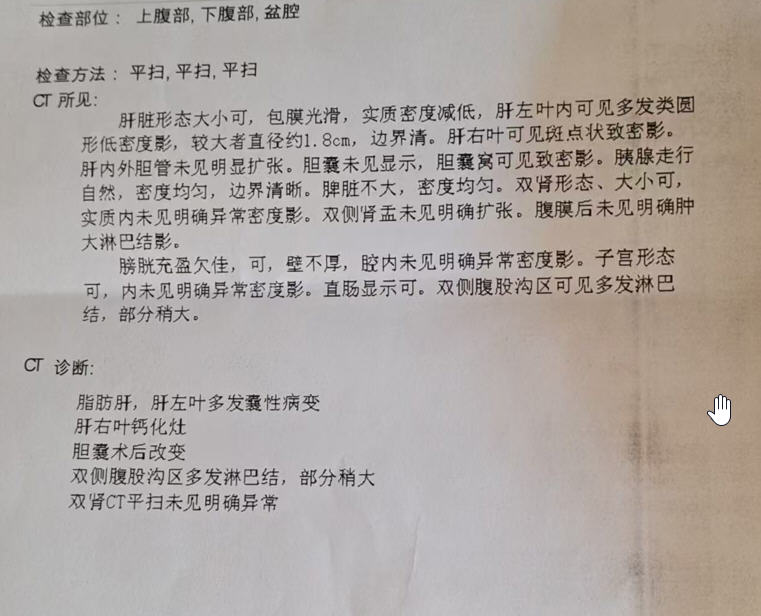 检查部位： 上腹部, 下腹部, 盆腔
检查方法： 平扫, 平扫, 平扫
CT 所见:
肝脏形态大小可，包膜光滑，实质密度减低，肝左叶内可见多发类圆
形低密度影，较大者直径约1.8cm，边界清。肝右叶可见斑点状致密影。
肝内外胆管未见明显扩张。胆囊未见显示，胆囊窝可见致密影。胰腺走行
自然，密度均匀，边界清晰。脾脏不大，密度均匀。双肾形态、大小可，
实质内未见明确异常密度影。双侧肾盂未见明确扩张。腹膜后未见明确肿
大淋巴结影。
膀胱充盈欠佳，可，壁不厚，腔内未见明确异常密度影。子宫形态
可，内未见明确异常密度影。直肠显示可。双侧腹股沟区可见多发淋巴
结，部分稍大。
CT 诊断:
脂肪肝，肝左叶多发囊性病变
肝右叶钙化灶
胆囊术后改变
双侧腹股沟区多发淋巴结，部分稍大
双肾CT平扫未见明确异常